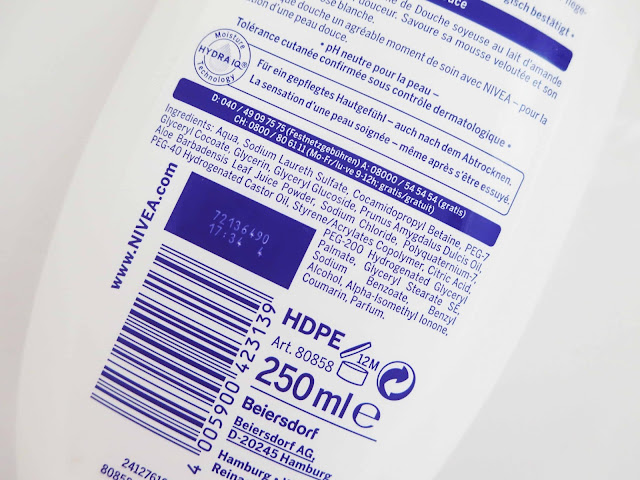 gisch bestätigt •
de Douche soyeuse au lait d'amande
douceur. Savoure sa mousse veloutée et son
rose blanche.
que douche un agréable moment de soin avec NIVEA – pour la
d'une peau douce.
* pH neutre pour la peau –
Tolérance cutanée confirmée sous contrôle dermatologique •
Moisture
HYDRA IQ®
Technology
Für ein gepflegtes Hautgefühl – auch nach dem Abtrocknen.
La sensation d'une peau soignée – même après s'être essuyé.
D: 040 / 49 09 75 75 (Festnetzgebühren) A: 08000 / 54 54 54 (gratis)
CH: 0800 / 80 61 11 (Mo-Fr/lu-ve 9-12h; gratis/gratuit)
Ingredients: Aqua, Sodium Laureth Sulfate, Cocamidopropyl Betaine, PEG-7
Glyceryl Cocoate, Glycerin, Glyceryl Glucoside, Prunus Amygdalus Dulcis Oil,
Aloe Barbadensis Leaf Juice Powder, Sodium Chloride, Polyquaternium-7,
PEG-40 Hydrogenated Castor Oil, Styrene/Acrylates Copolymer, Citric Acid,
PEG-200 Hydrogenated Glyceryl
Palmate, Glyceryl Stearate SE,
Sodium Benzoate, Benzyl
Alcohol, Alpha-Isomethyl Ionone,
Coumarin, Parfum.
72136490
17:34 4
www.NIVEA.com
4 005900 423139
HDPE
Art. 80858
12M
250 ml ℮
Beiersdorf
Beiersdorf AG,
D-20245 Hamburg
Hamburg •
Reina
2412761
8085